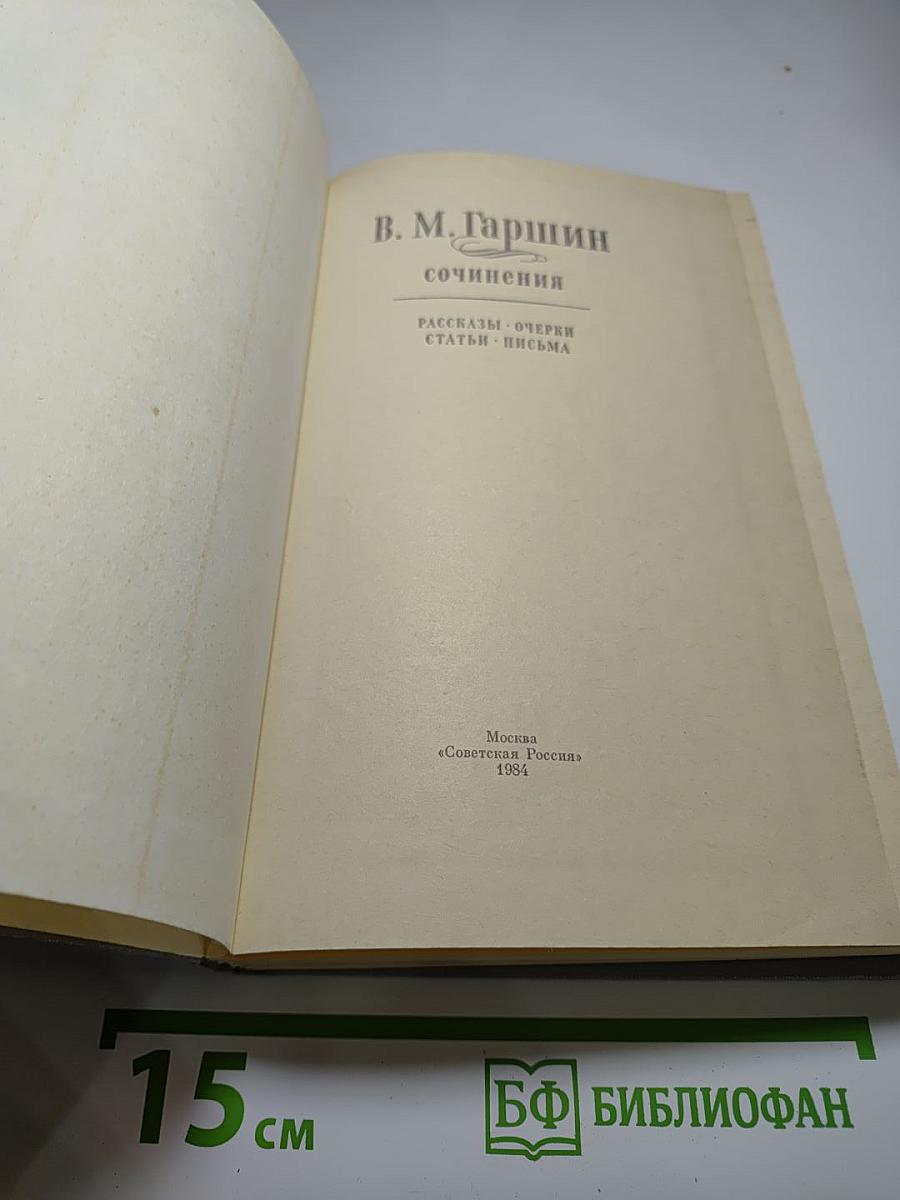 В. М. Гаршин
СОЧИНЕНИЯ
РАССКАЗЫ · ОЧЕРКИ
СТАТЬИ · ПИСЬМА
Москва
«Советская Россия»
1984
15 см
БФ БИБЛИОФАН